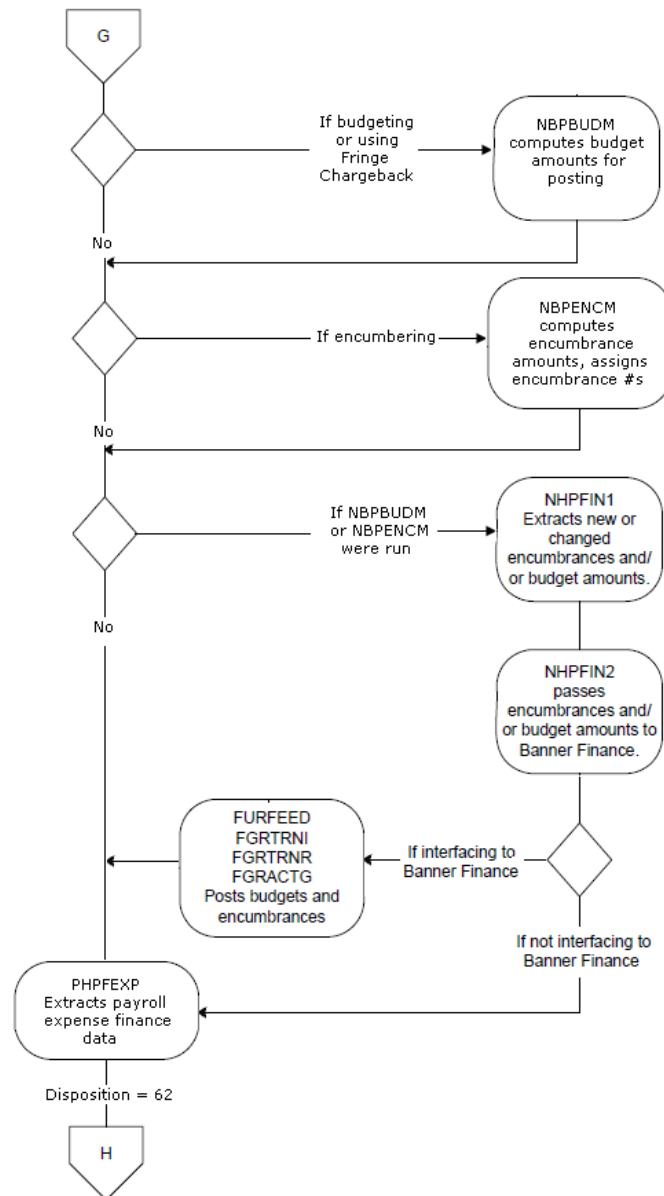 G
If budgeting
or using
Fringe
Chargeback
NBPBUDM
computes budget
amounts for
posting
No
If encumbering
NBPENCM
computes
encumbrance
amounts, assigns
encumbrance #s
No
If NBPBUDM
or NBPENCM
were run
NHPFIN1
Extracts new or
changed
encumbrances and/
or budget amounts.
No
NHPFIN2
passes
encumbrances and/
or budget amounts to
Banner Finance.
FURFEED
FGRTRNI
FGRTRNR
FGRACTG
Posts budgets and
encumbrances
If interfacing to
Banner Finance
If not interfacing to
Banner Finance
PHPFEXP
Extracts payroll
expense finance
data
Disposition = 62
H